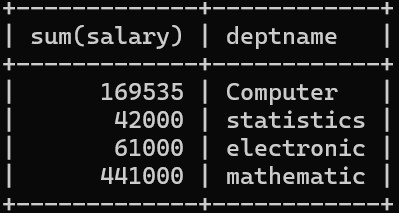 sum(salary) | deptname
169535 | Computer
42000 | statistics
61000 | electronic
441000 | mathematic